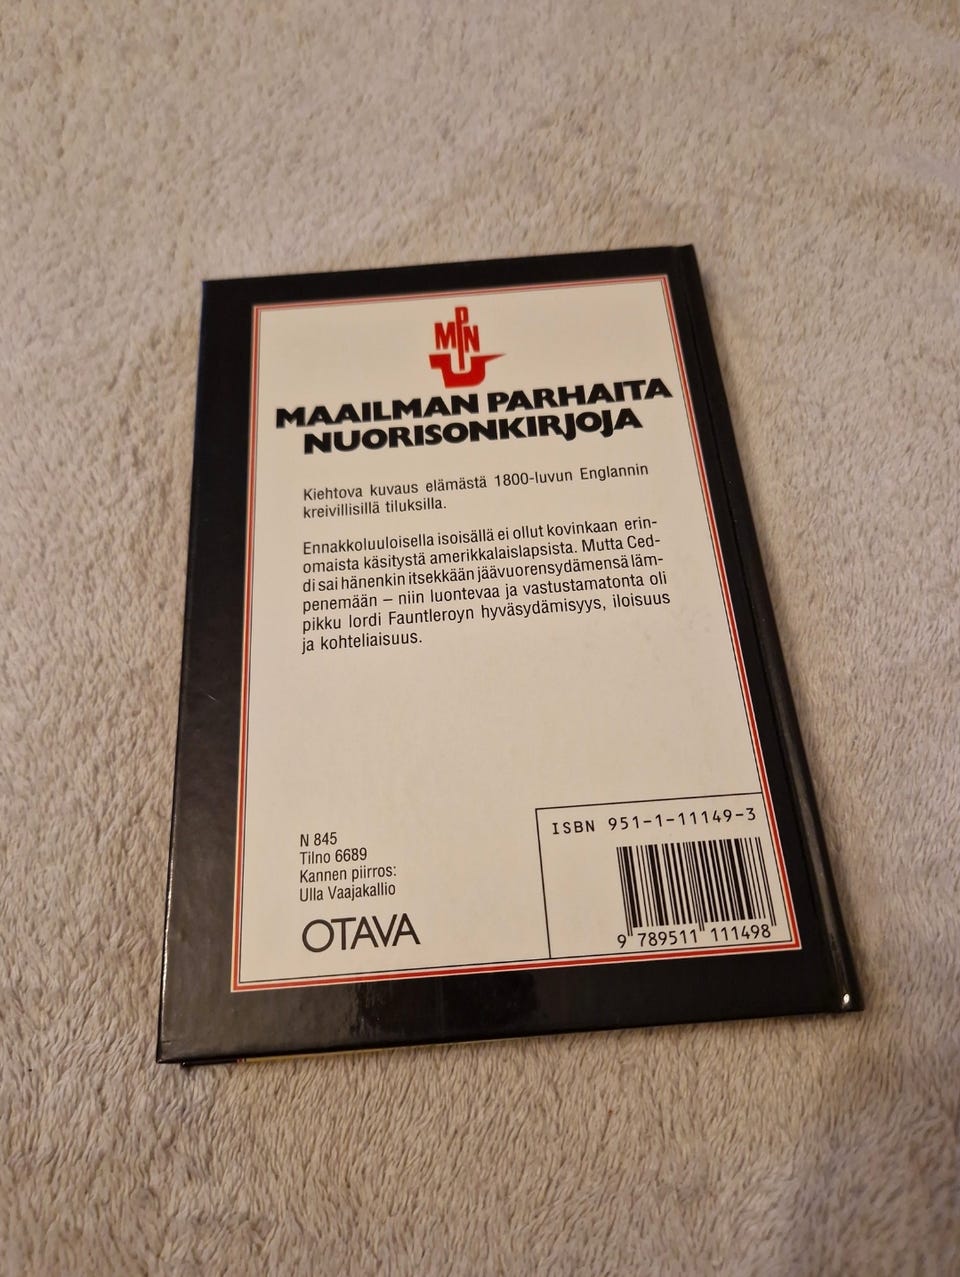 MPN
U
MAAILMAN PARHAITA
NUORISONKIRJOJA
Kiehtova kuvaus elämästä 1800-luvun Englannin
kreivillisillä tiluksilla.
Ennakkoluuloisella isoisällä ei ollut kovinkaan erin-
omaista käsitystä amerikkalaislapsista. Mutta Ced-
di sai hänenkin itsekkään jäävuorensydämensä läm-
penemään – niin luontevaa ja vastustamatonta oli
pikku lordi Fauntleroyn hyväsydämisyys, iloisuus
ja kohteliaisuus.
N 845
Tilno 6689
Kannen piirros:
Ulla Vaajakallio
OTAVA
ISBN 951-1-11149-3
9 789511 111498